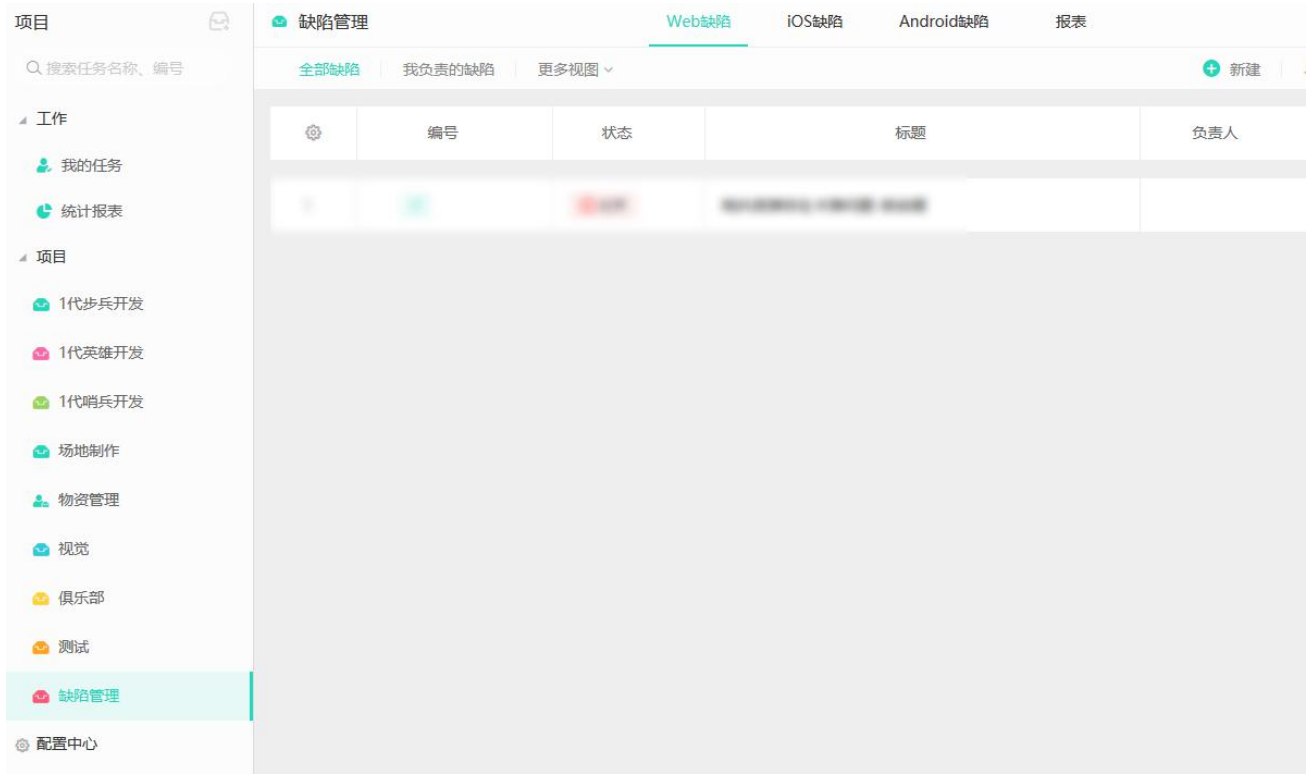 项目
搜索任务名称、编号
工作
我的任务
统计报表
项目
1代步兵开发
1代英雄开发
1代哨兵开发
场地制作
物资管理
视觉
俱乐部
测试
缺陷管理
配置中心
缺陷管理 Web缺陷 iOS缺陷 Android缺陷 报表
全部缺陷 我负责的缺陷 更多视图 新建
编号 状态 标题 负责人